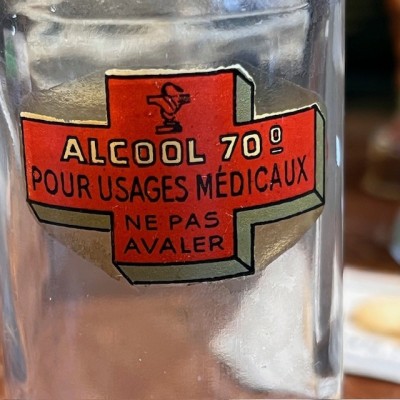 ALCOOL 70º
POUR USAGES MÉDICAUX
NE PAS
AVALER